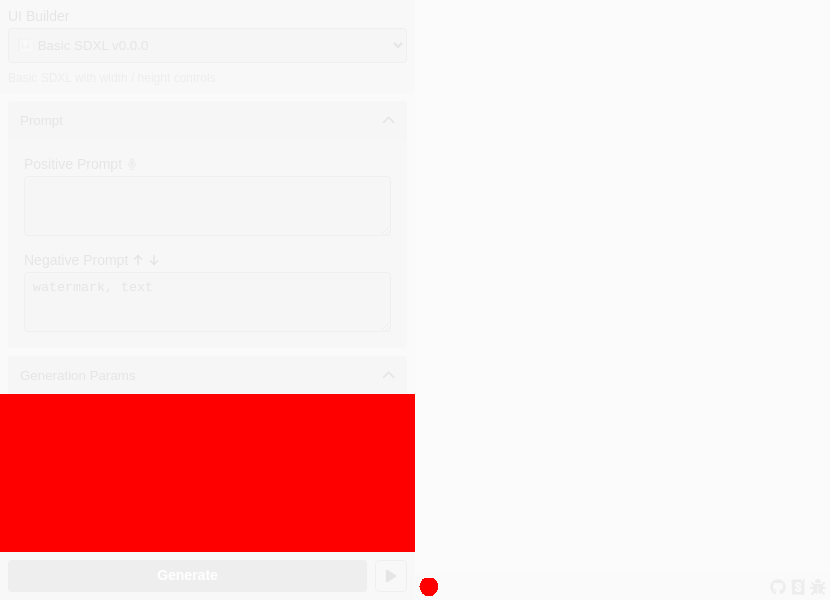 UI Builder
Basic SDXL v0.0.0
Basic SDXL with width / height controls
Prompt
Positive Prompt
Negative Prompt
watermark, text
Generation Params
Generate